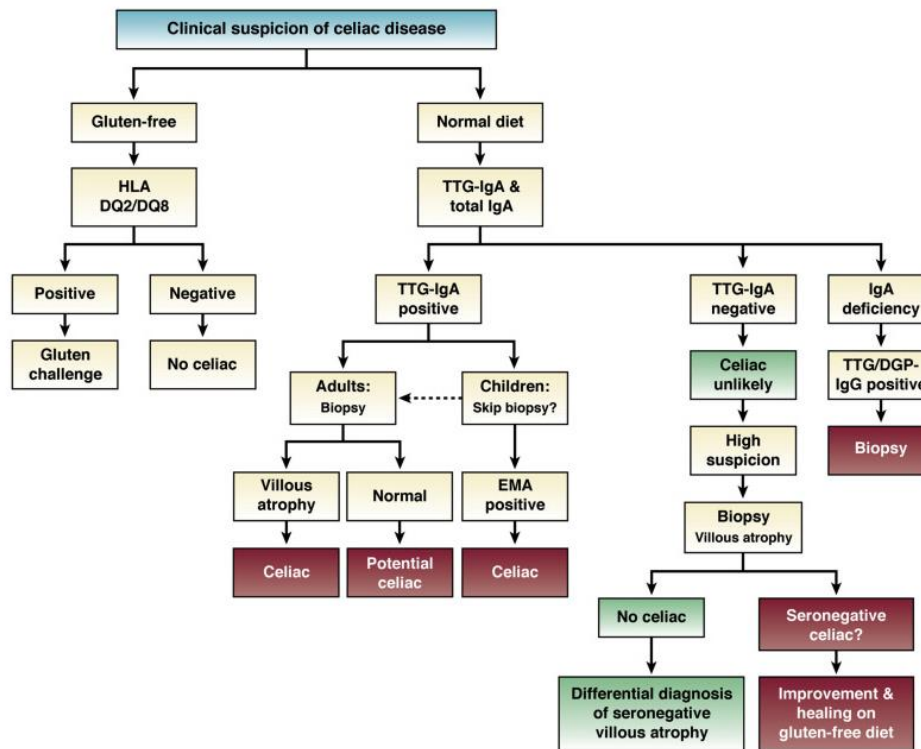 Clinical suspicion of celiac disease
Gluten-free
Normal diet
HLA
DQ2/DQ8
TTG-IgA &
total IgA
Positive
Negative
TTG-IgA
positive
TTG-IgA
negative
IgA
deficiency
Gluten
challenge
No celiac
Adults:
Biopsy
Children:
Skip biopsy?
Celiac
unlikely
TTG/DGP-
IgG positive
Villous
atrophy
Normal
EMA
positive
High
suspicion
Biopsy
Celiac
Potential
celiac
Celiac
Biopsy
Villous atrophy
No celiac
Seronegative
celiac?
Differential diagnosis
of seronegative
villous atrophy
Improvement &
healing on
gluten-free diet